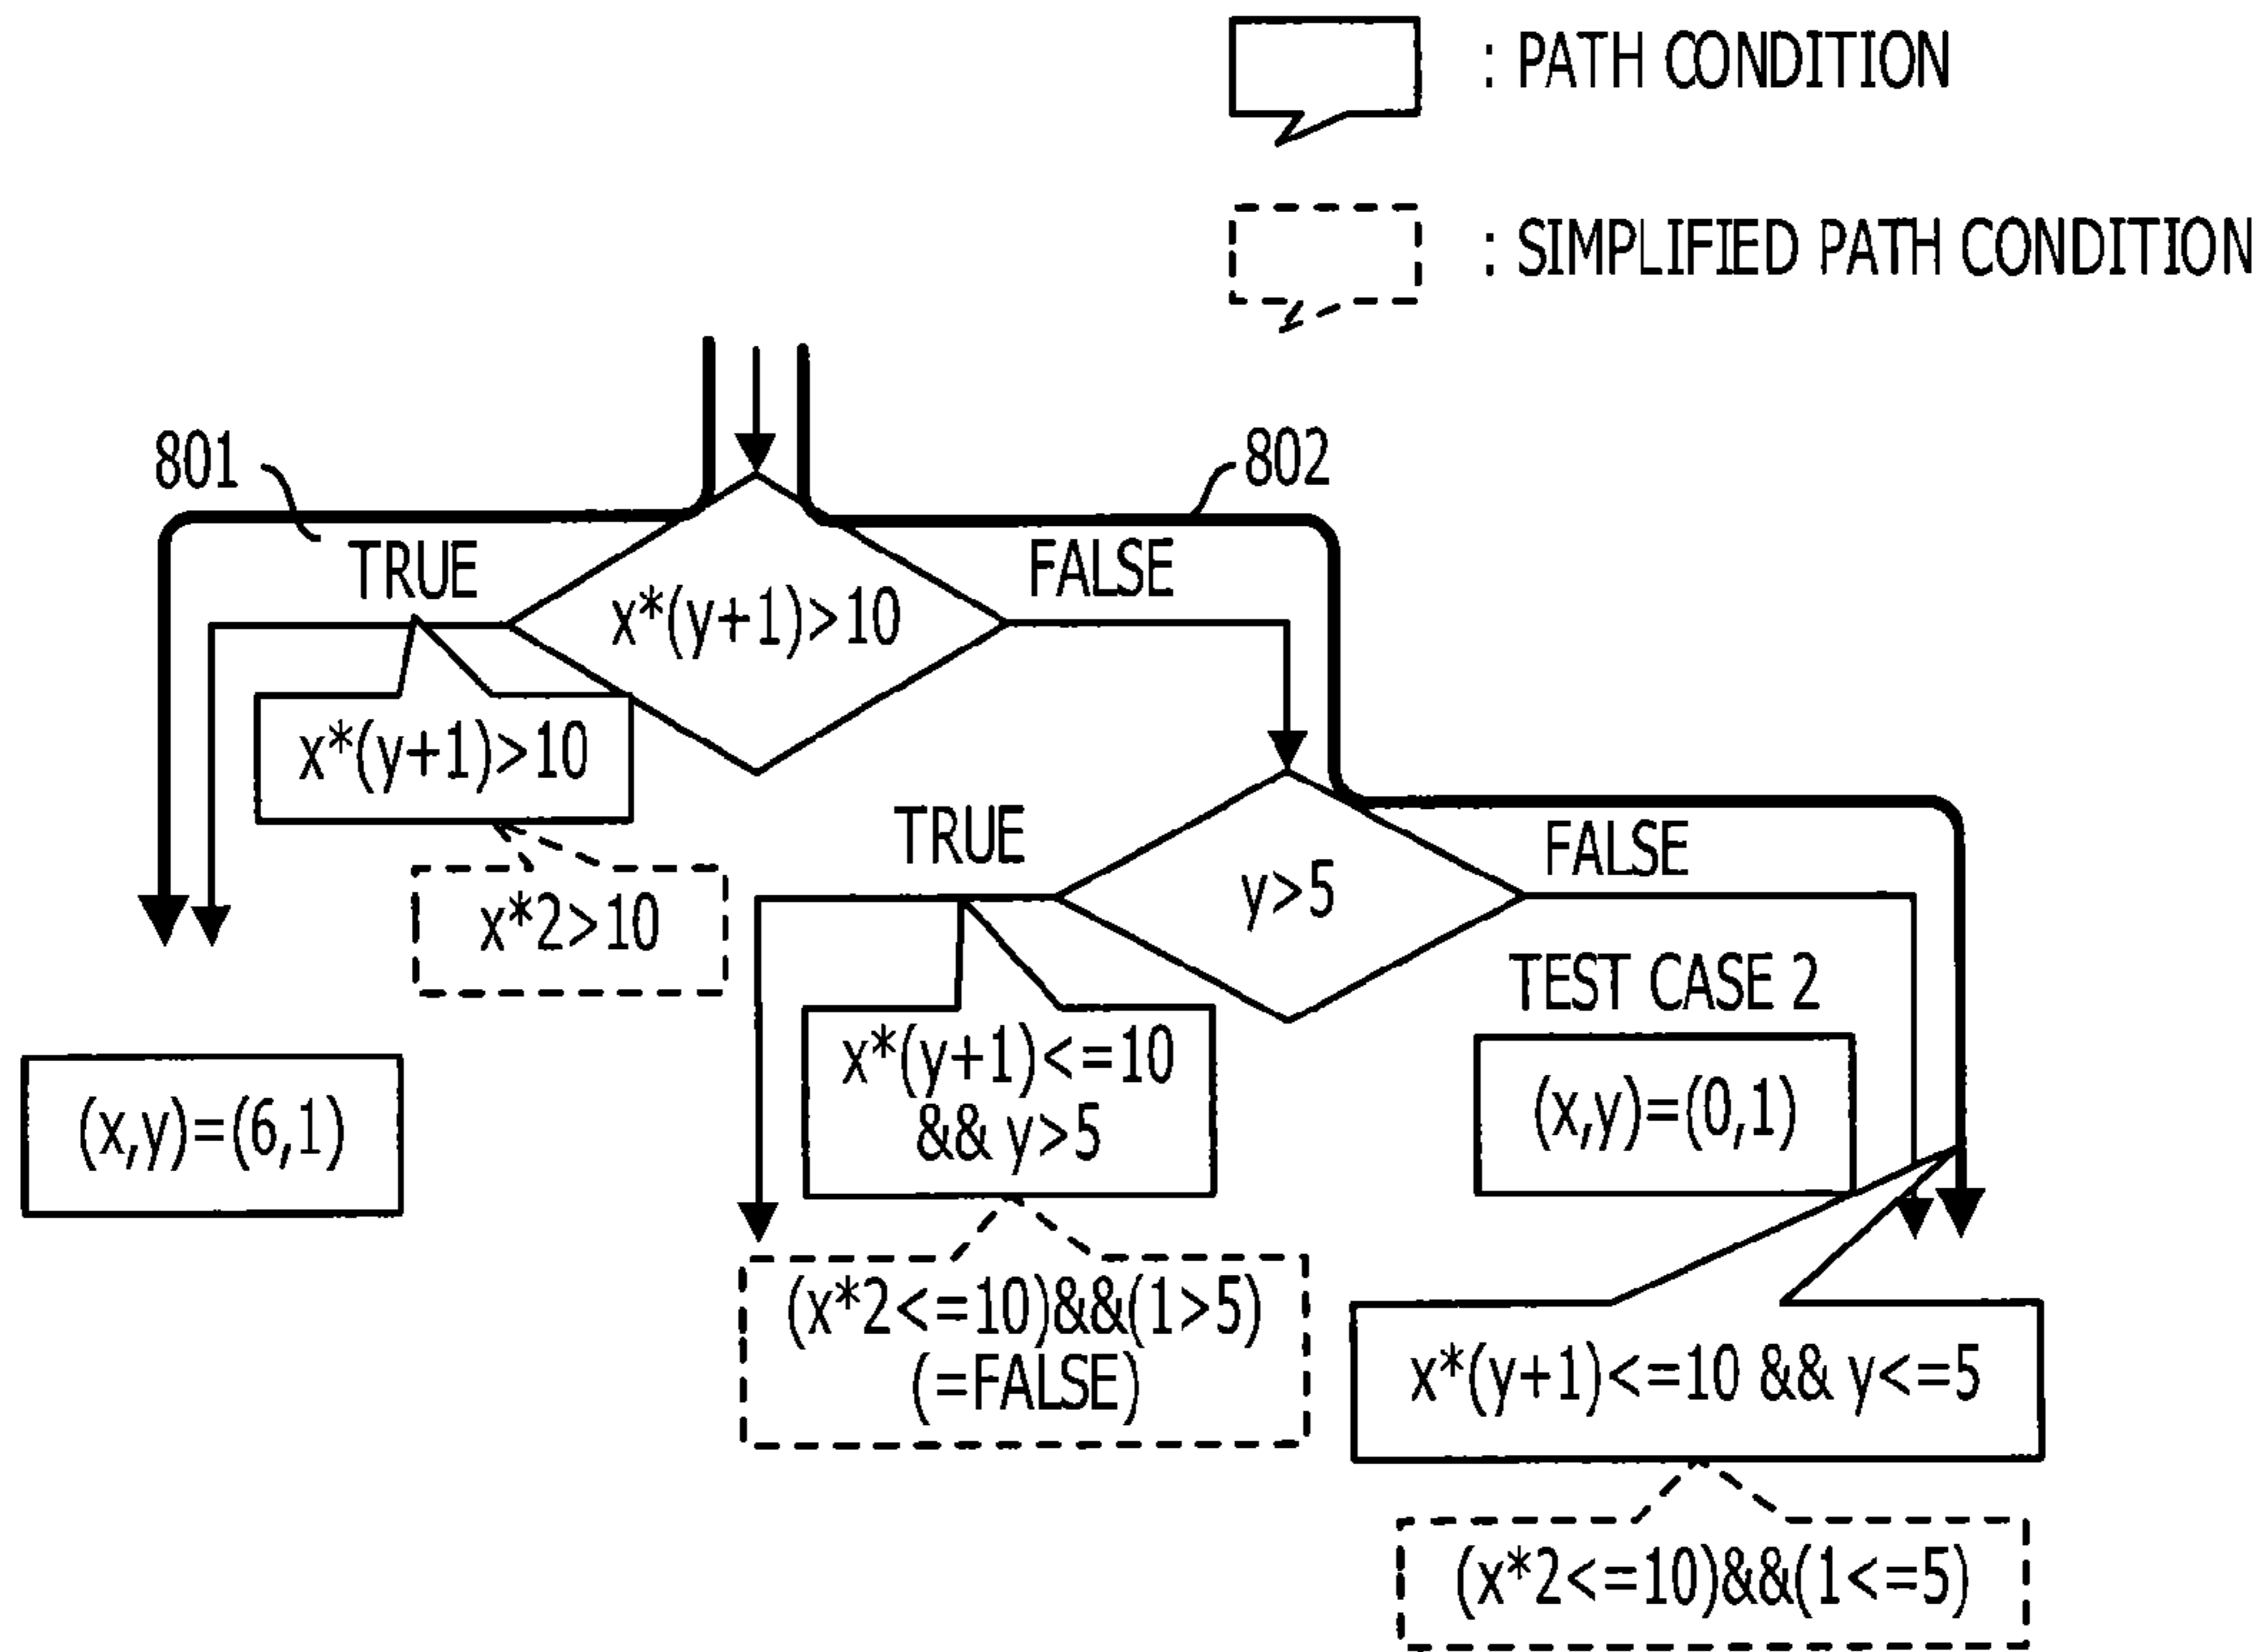 : PATH CONDITION
: SIMPLIFIED PATH CONDITION
801
802
TRUE
FALSE
x*(y+1)>10
x*(y+1)>10
x*2>10
TRUE
FALSE
y>5
TEST CASE 2
(x,y)=(6,1)
x*(y+1)<=10
&& y>5
(x,y)=(0,1)
(x*2<=10)&&(1>5)
(=FALSE)
x*(y+1)<=10 && y<=5
(x*2<=10)&&(1<=5)